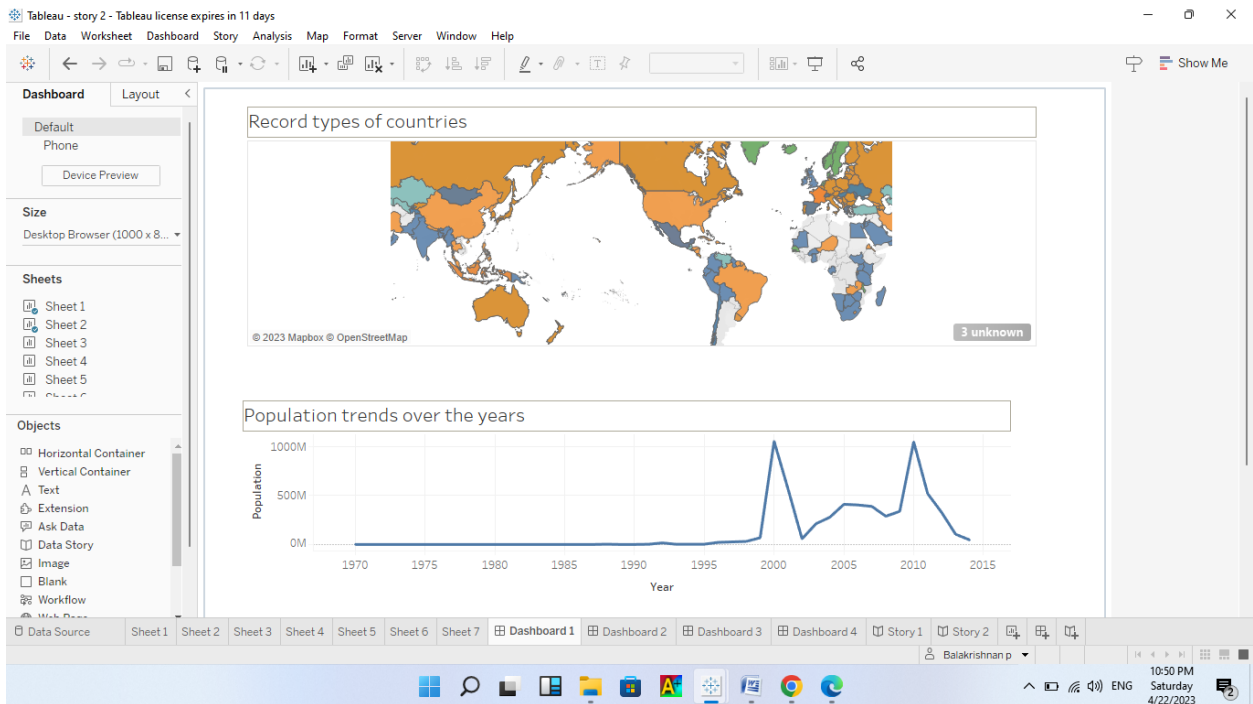 Tableau - story 2 - Tableau license expires in 11 days
File Data Worksheet Dashboard Story Analysis Map Format Server Window Help
Show Me
Dashboard Layout
Default
Phone
Device Preview
Size
Desktop Browser (1000 x 8...
Sheets
Sheet 1
Sheet 2
Sheet 3
Sheet 4
Sheet 5
Objects
Horizontal Container
Vertical Container
Text
Extension
Ask Data
Data Story
Image
Blank
Workflow
Web Page
Record types of countries
© 2023 Mapbox © OpenStreetMap
3 unknown
Population trends over the years
Population
1000M
500M
0M
1970 1975 1980 1985 1990 1995 2000 2005 2010 2015
Year
Data Source Sheet 1 Sheet 2 Sheet 3 Sheet 4 Sheet 5 Sheet 6 Sheet 7 Dashboard 1 Dashboard 2 Dashboard 3 Dashboard 4 Story 1 Story 2
Balakrishnan p
ENG
10:50 PM
Saturday
4/22/2023
2